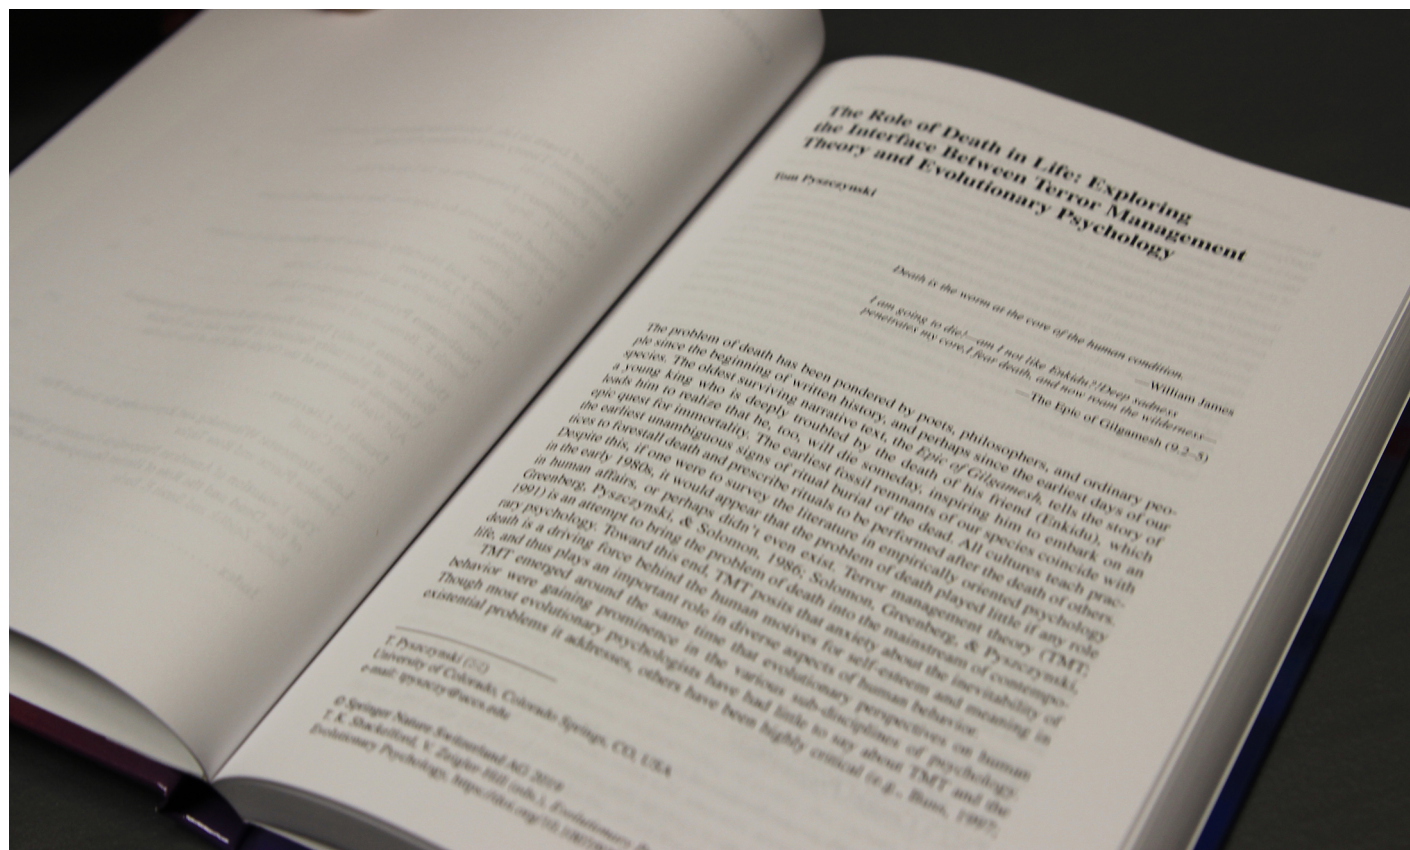 The Role of Death in Life: Exploring
the Interface Between Terror Management
Theory and Evolutionary Psychology
Tom Pyszczynski
Death is the worm at the core of the human condition.
—William James
I am going to die!—am I not like Enkidu?!Deep sadness
penetrates my core,I fear death, and now roam the wilderness—
—The Epic of Gilgamesh (9.2–5)
The problem of death has been pondered by poets, philosophers, and ordinary peo-
ple since the beginning of written history, and perhaps since the earliest days of our
species. The oldest surviving narrative text, the Epic of Gilgamesh, tells the story of
a young king who is deeply troubled by the death of his friend (Enkidu), which
leads him to realize that he, too, will die someday, inspiring him to embark on an
epic quest for immortality. The earliest fossil remnants of our species coincide with
the earliest unambiguous signs of ritual burial of the dead. All cultures teach prac-
tices to forestall death and prescribe rituals to be performed after the death of others.
Despite this, if one were to survey the literature in empirically oriented psychology
in the early 1980s, it would appear that the problem of death played little if any role
in human affairs, or perhaps didn't even exist. Terror management theory (TMT:
Greenberg, Pyszczynski, & Solomon, 1986; Solomon, Greenberg, & Pyszczynski,
1991) is an attempt to bring the problem of death into the mainstream of contempo-
rary psychology. Toward this end, TMT posits that anxiety about the inevitability of
death is a driving force behind the human motives for self-esteem and meaning in
life, and thus plays an important role in diverse aspects of human behavior.
TMT emerged around the same time that evolutionary perspectives on human
behavior were gaining prominence in the various sub-disciplines of psychology.
Though most evolutionary psychologists have had little to say about TMT and the
existential problems it addresses, others have been highly critical (e.g., Buss, 1997;
T. Pyszczynski (✉)
University of Colorado, Colorado Springs, CO, USA
e-mail: tpyszczy@uccs.edu
© Springer Nature Switzerland AG 2019
T. K. Shackelford, V. Zeigler-Hill (eds.), Evolutionary
Evolutionary Psychology, https://doi.org/10.1007/